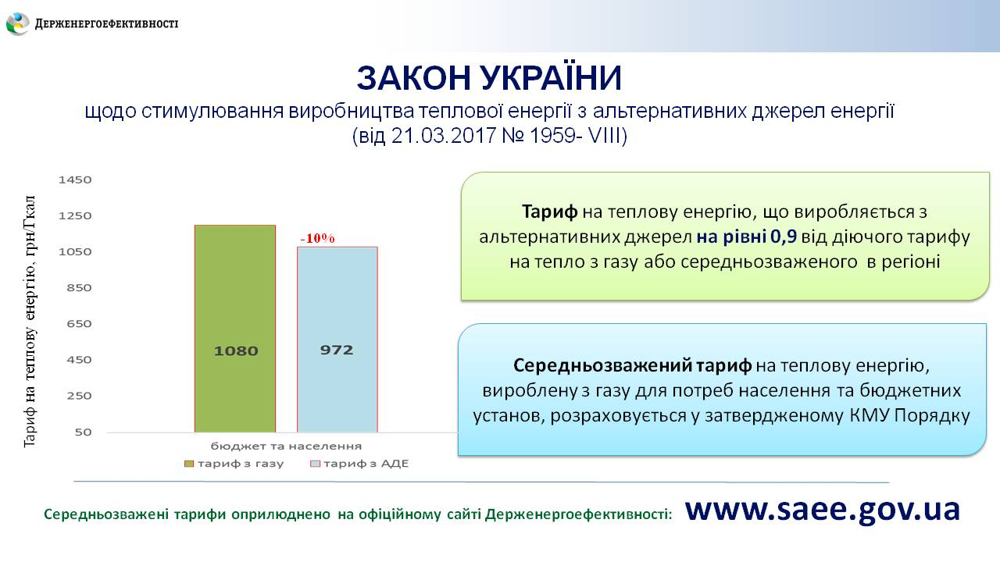 ДЕРЖЕНЕРГОЕФЕКТИВНОСТІ
ЗАКОН УКРАЇНИ
щодо стимулювання виробництва теплової енергії з альтернативних джерел енергії
(від 21.03.2017 № 1959- VIII)
Тариф на теплову енергію, грн/Гкал
1450
1250
1050
850
650
450
250
50
-10%
1080
972
бюджет та населення
тариф з газу
тариф з АДЕ
Тариф на теплову енергію, що виробляється з
альтернативних джерел на рівні 0,9 від діючого тарифу
на тепло з газу або середньозваженого в регіоні
Середньозважений тариф на теплову енергію,
вироблену з газу для потреб населення та бюджетних
установ, розраховується у затвердженому КМУ Порядку
Середньозважені тарифи оприлюднено на офіційному сайті Держенергоефективності: www.saee.gov.ua